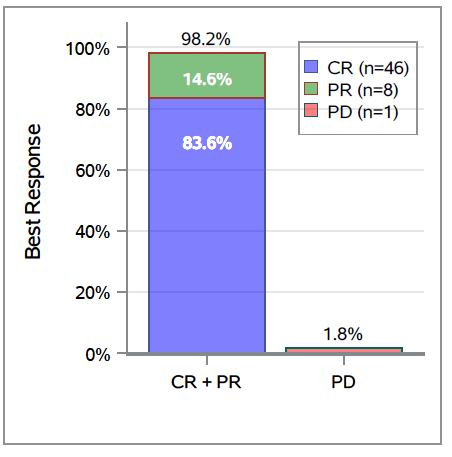 98.2%
100%
80%
60%
40%
20%
0%
Best Response
14.6%
83.6%
CR (n=46)
PR (n=8)
PD (n=1)
1.8%
CR + PR
PD